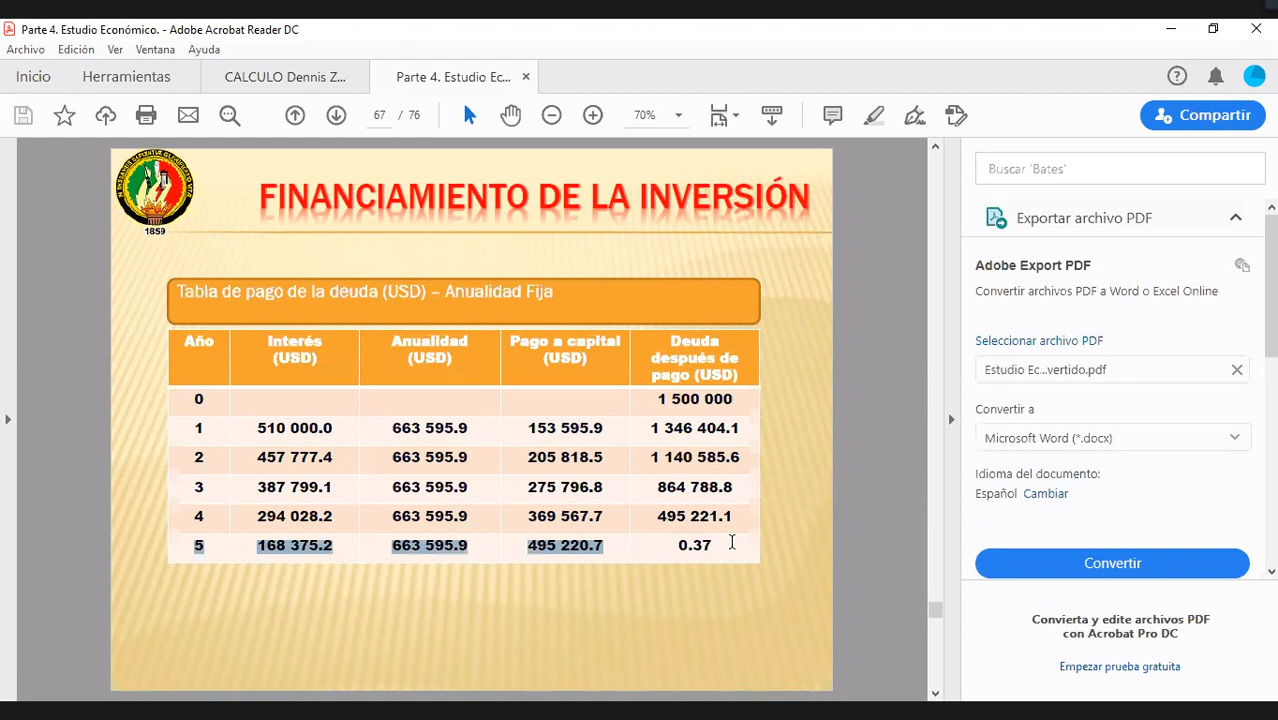 Parte 4. Estudio Económico. - Adobe Acrobat Reader DC
Archivo Edición Ver Ventana Ayuda
Inicio Herramientas CALCULO Dennis Z... Parte 4. Estudio Ec... ×
67 / 76 70% Compartir
Buscar 'Bates'
1859
FINANCIAMIENTO DE LA INVERSIÓN
Tabla de pago de la deuda (USD) – Anualidad Fija
Año Interés (USD) Anualidad (USD) Pago a capital (USD) Deuda después de pago (USD)
0 1 500 000
1 510 000.0 663 595.9 153 595.9 1 346 404.1
2 457 777.4 663 595.9 205 818.5 1 140 585.6
3 387 799.1 663 595.9 275 796.8 864 788.8
4 294 028.2 663 595.9 369 567.7 495 221.1
5 168 375.2 663 595.9 495 220.7 0.37
Exportar archivo PDF
Adobe Export PDF
Convertir archivos PDF a Word o Excel Online
Seleccionar archivo PDF
Estudio Ec...vertido.pdf
Convertir a
Microsoft Word (*.docx)
Idioma del documento:
Español Cambiar
Convertir
Convierta y edite archivos PDF
con Acrobat Pro DC
Empezar prueba gratuita